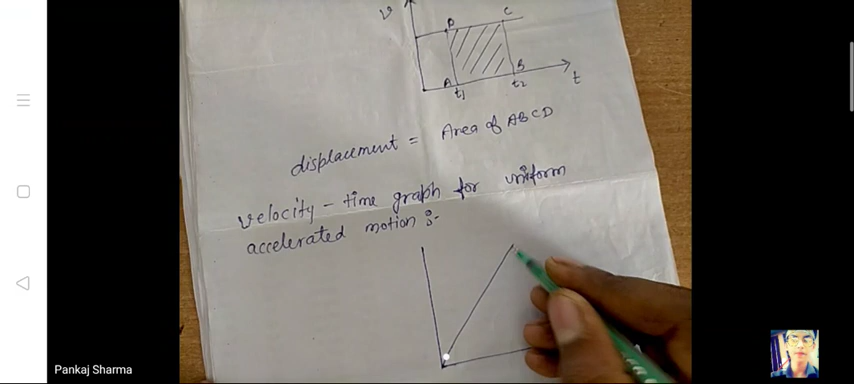 v
D
C
A
B
t1
t2
t
displacement = Area of ABCD
velocity - time graph for uniform
accelerated motion :-
Pankaj Sharma